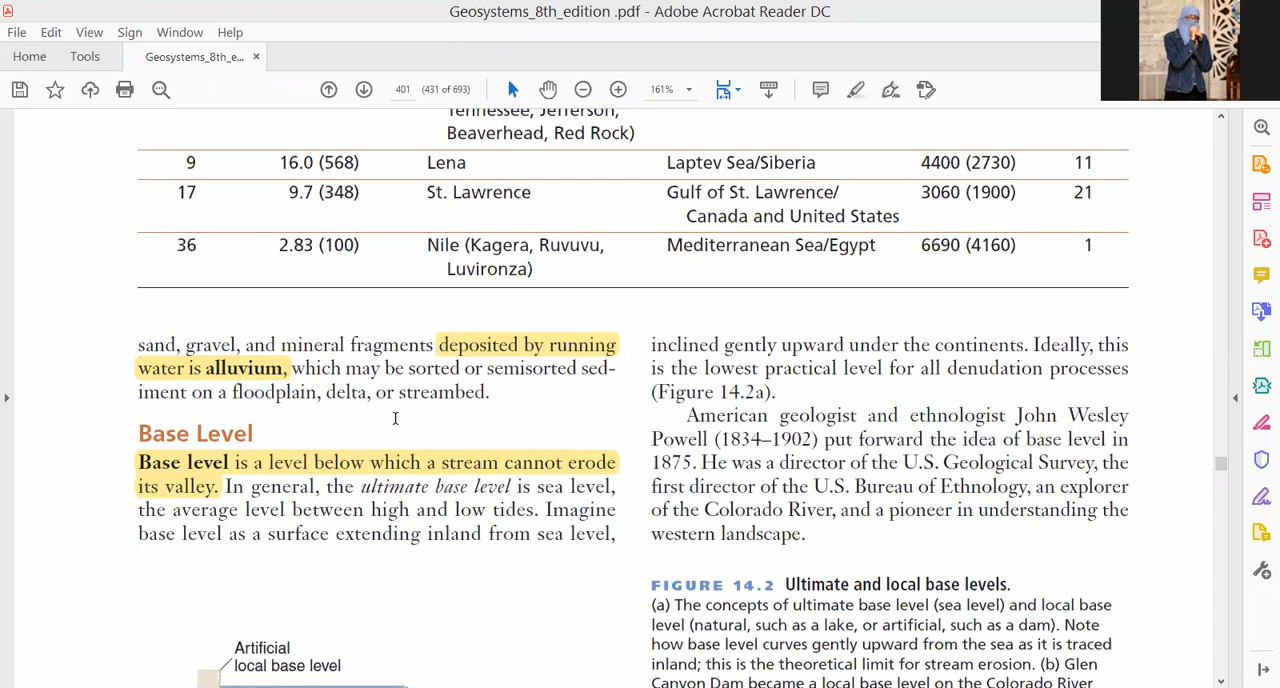 Geosystems_8th_edition .pdf - Adobe Acrobat Reader DC
File Edit View Sign Window Help
Home Tools Geosystems_8th_e... ×
401 (431 of 693) 161%
Tennessee, Jefferson,
Beaverhead, Red Rock)
9 16.0 (568) Lena Laptev Sea/Siberia 4400 (2730) 11
17 9.7 (348) St. Lawrence Gulf of St. Lawrence/ 3060 (1900) 21
Canada and United States
36 2.83 (100) Nile (Kagera, Ruvuvu, Mediterranean Sea/Egypt 6690 (4160) 1
Luvironza)
sand, gravel, and mineral fragments deposited by running
water is alluvium, which may be sorted or semisorted sed-
iment on a floodplain, delta, or streambed.
Base Level
Base level is a level below which a stream cannot erode
its valley. In general, the ultimate base level is sea level,
the average level between high and low tides. Imagine
base level as a surface extending inland from sea level,
Artificial
local base level
inclined gently upward under the continents. Ideally, this
is the lowest practical level for all denudation processes
(Figure 14.2a).
American geologist and ethnologist John Wesley
Powell (1834–1902) put forward the idea of base level in
1875. He was a director of the U.S. Geological Survey, the
first director of the U.S. Bureau of Ethnology, an explorer
of the Colorado River, and a pioneer in understanding the
western landscape.
FIGURE 14.2 Ultimate and local base levels.
(a) The concepts of ultimate base level (sea level) and local base
level (natural, such as a lake, or artificial, such as a dam). Note
how base level curves gently upward from the sea as it is traced
inland; this is the theoretical limit for stream erosion. (b) Glen
Canyon Dam became a local base level on the Colorado River